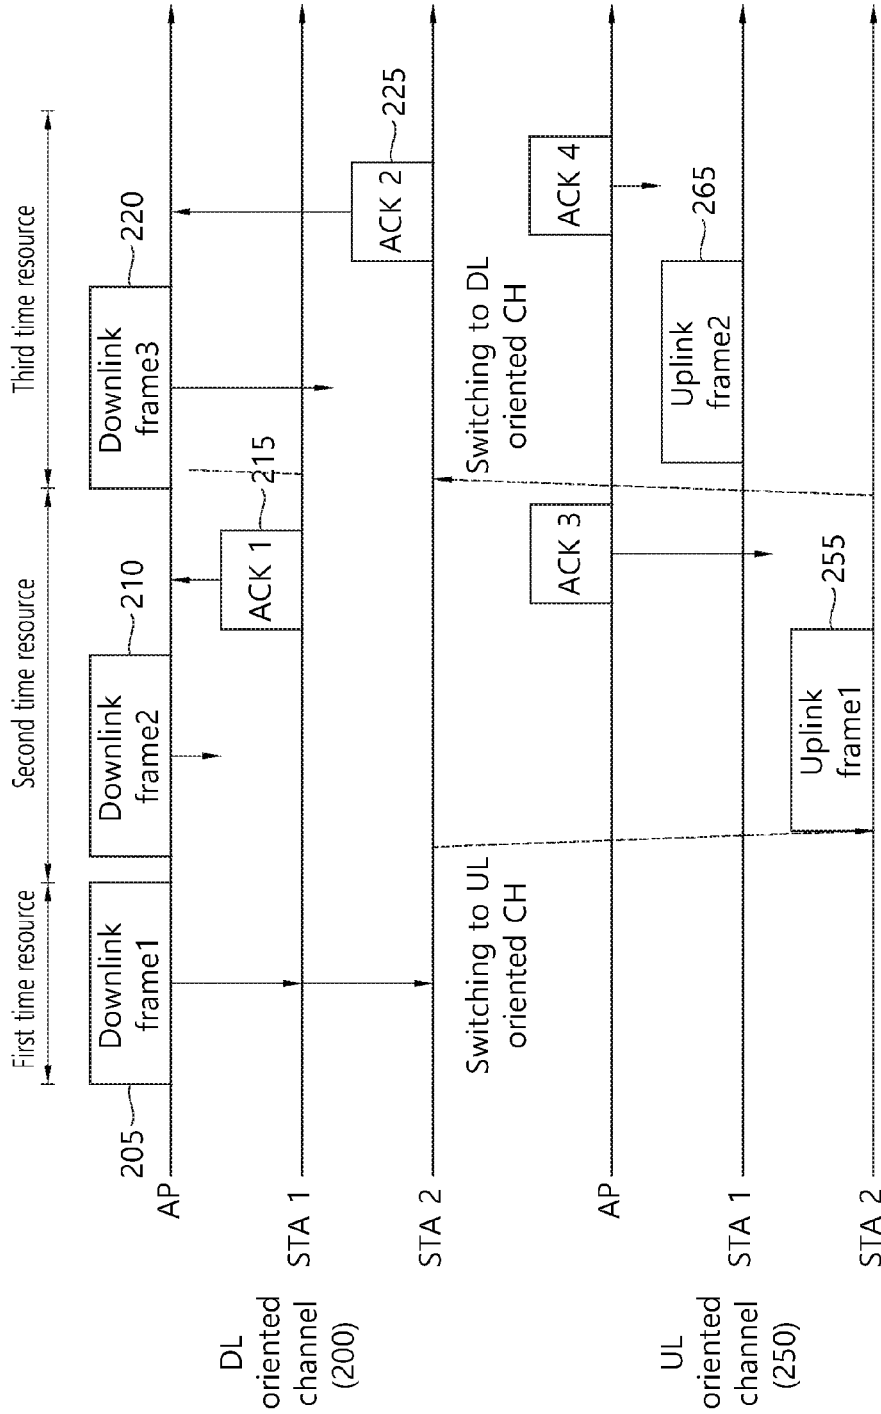 First time resource
Second time resource
Third time resource
205
Downlink
frame1
Downlink
frame2
210
Downlink
frame3
220
AP
ACK 1
215
STA 1
ACK 2
225
STA 2
DL
oriented
channel
(200)
Switching to UL
oriented CH
Switching to DL
oriented CH
ACK 3
ACK 4
AP
Uplink
frame2
265
STA 1
Uplink
frame1
255
STA 2
UL
oriented
channel
(250)